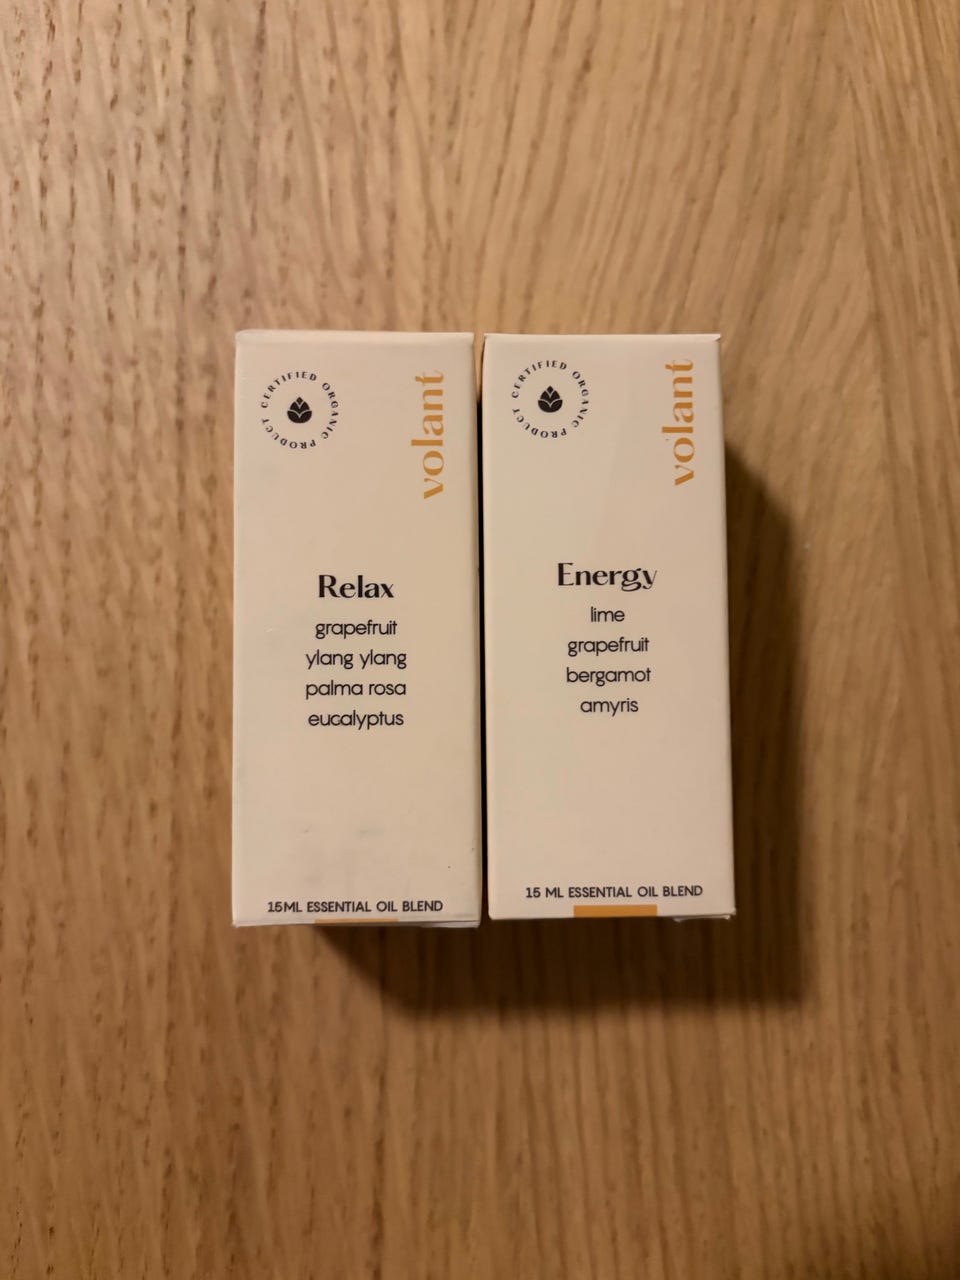 CERTIFIED ORGANIC PRODUCT
volant
Relax
grapefruit
ylang ylang
palma rosa
eucalyptus
15ML ESSENTIAL OIL BLEND
CERTIFIED ORGANIC PRODUCT
volant
Energy
lime
grapefruit
bergamot
amyris
15 ML ESSENTIAL OIL BLEND